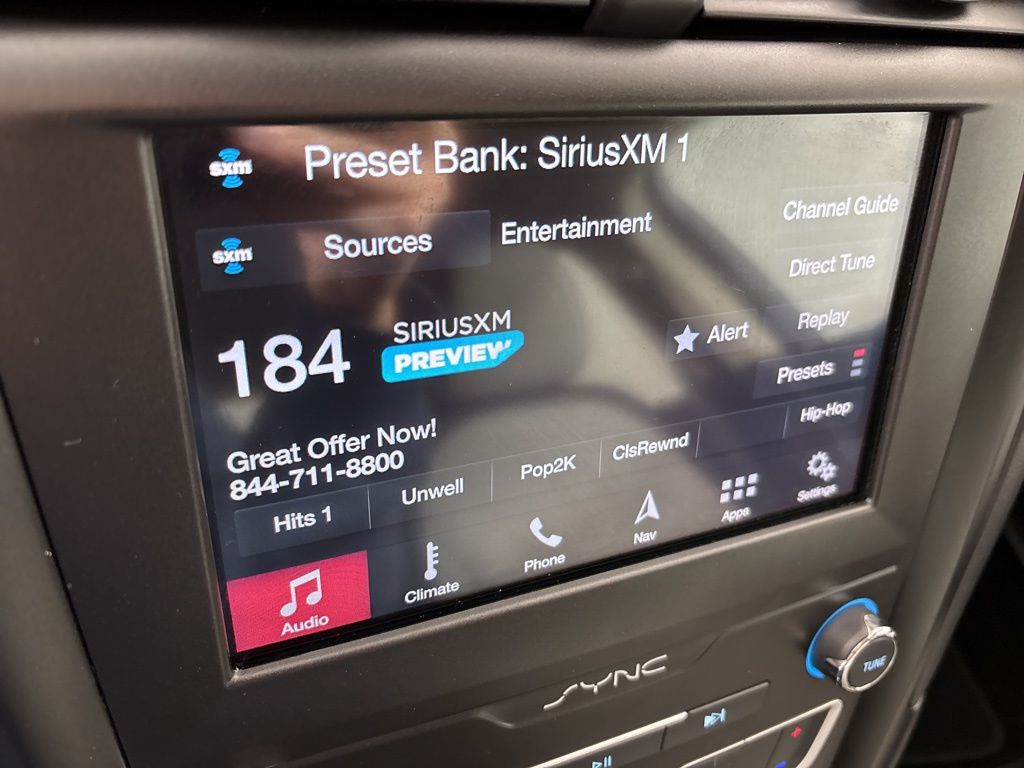 sxm
Preset Bank: SiriusXM 1
sxm
Sources
Entertainment
Channel Guide
Direct Tune
184
SIRIUSXM
PREVIEW
Alert
Replay
Presets
Great Offer Now!
844-711-8800
Hits 1
Unwell
Pop2K
ClsRewnd
Hip-Hop
Audio
Climate
Phone
Nav
Apps
Settings
SYNC
TUNE